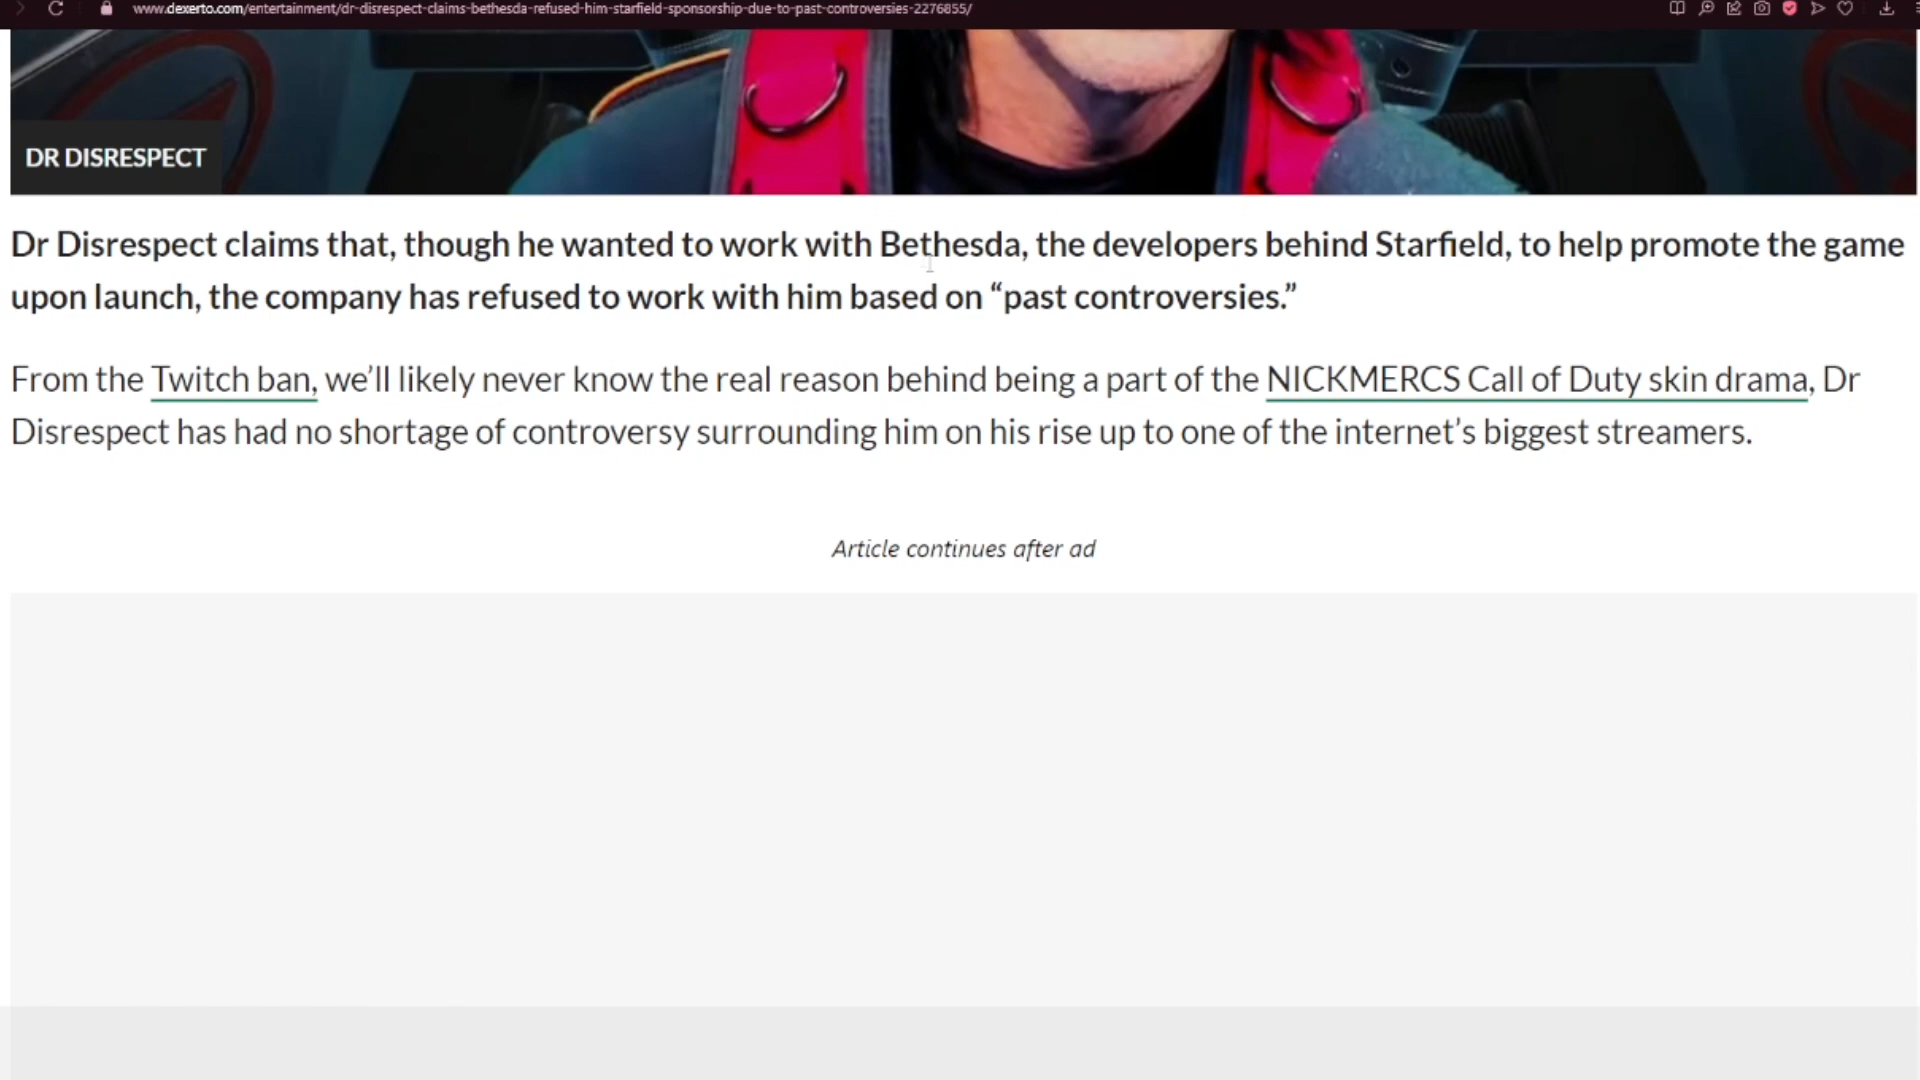 www.dexerto.com/entertainment/dr-disrespect-claims-bethesda-refused-him-starfield-sponsorship-due-to-past-controversies-2276855/
DR DISRESPECT
Dr Disrespect claims that, though he wanted to work with Bethesda, the developers behind Starfield, to help promote the game
upon launch, the company has refused to work with him based on “past controversies.”
From the Twitch ban, we’ll likely never know the real reason behind being a part of the NICKMERCS Call of Duty skin drama, Dr
Disrespect has had no shortage of controversy surrounding him on his rise up to one of the internet’s biggest streamers.
Article continues after ad